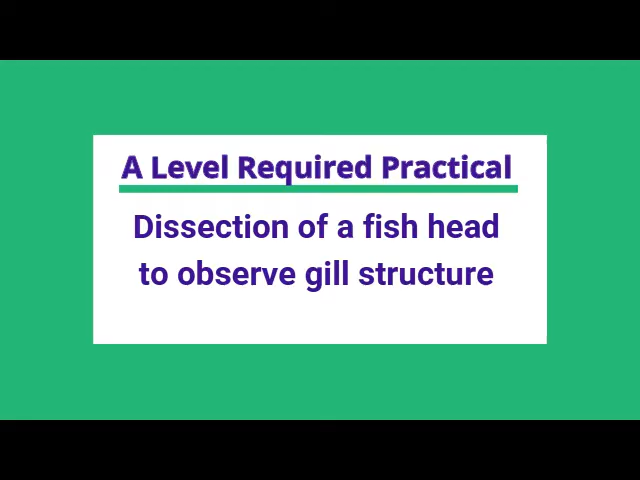 A Level Required Practical
Dissection of a fish head
to observe gill structure